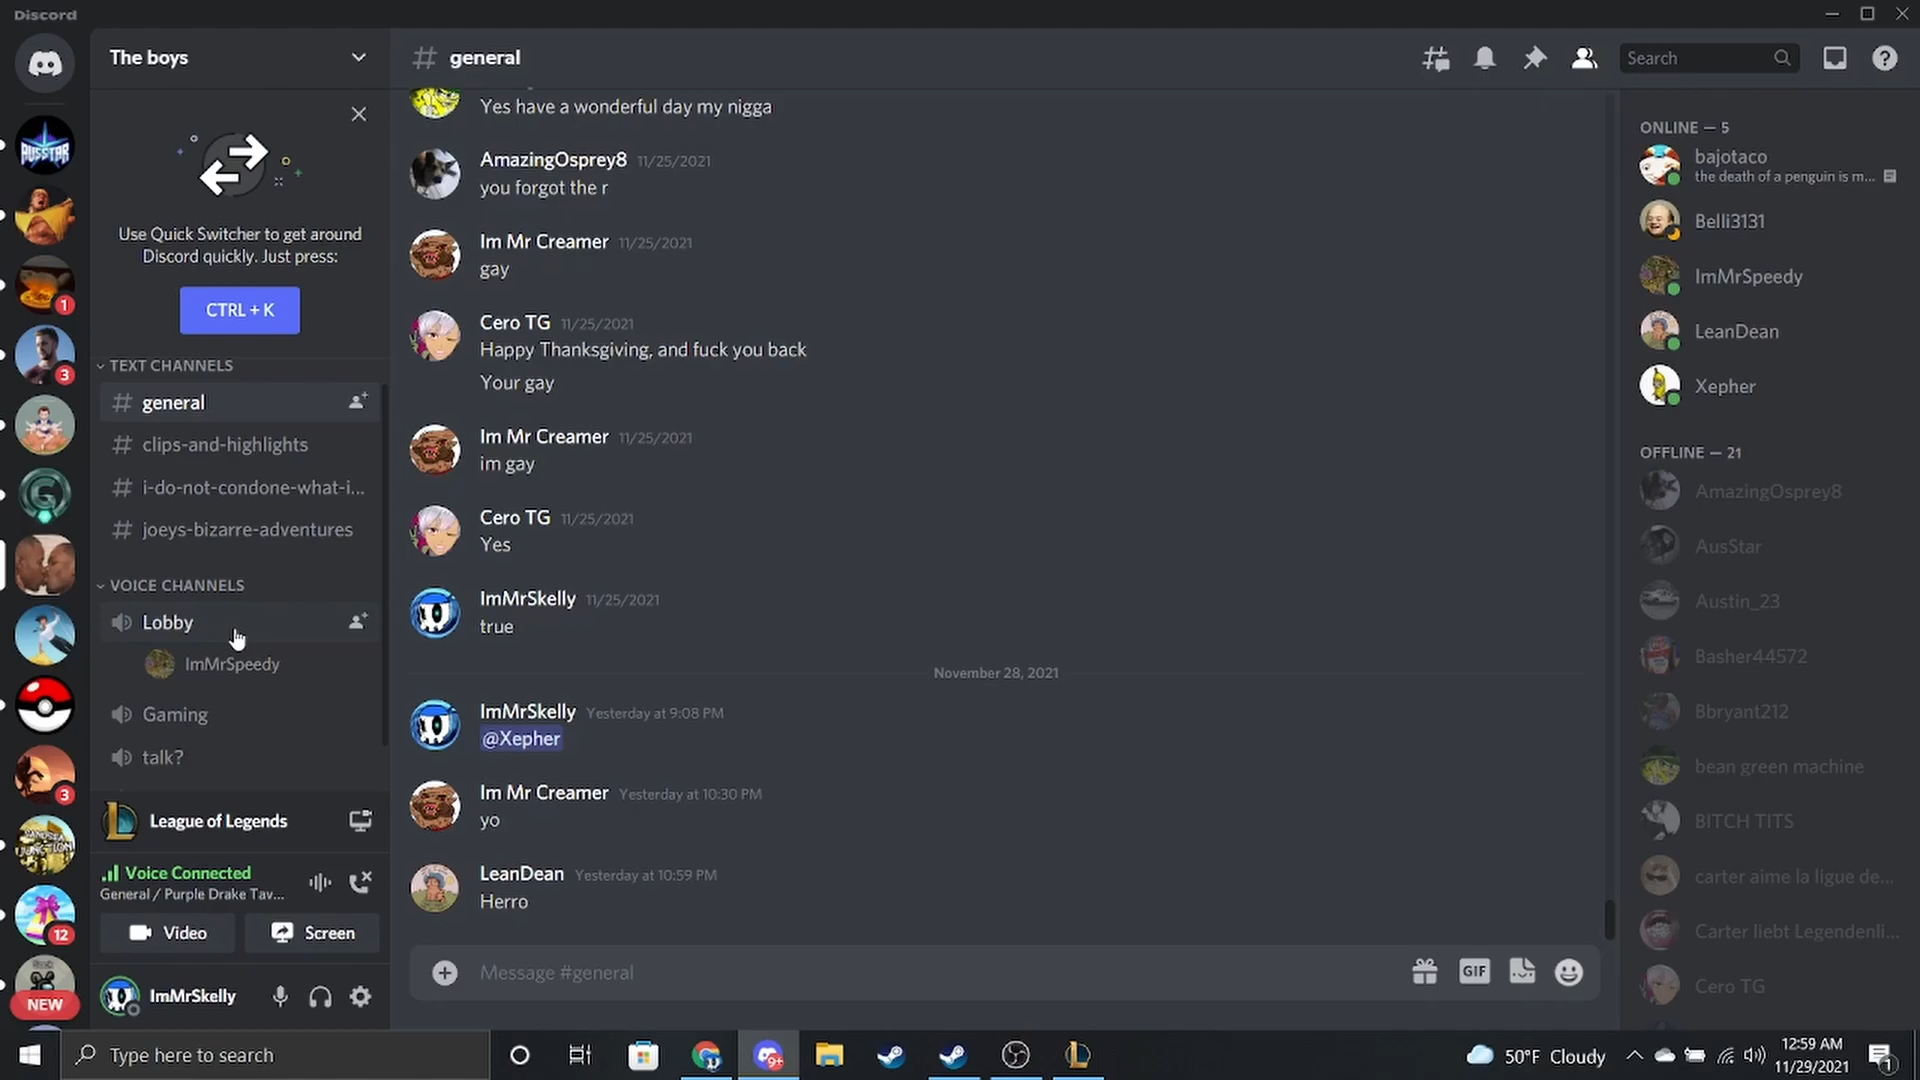 Discord
The boys
Use Quick Switcher to get around
Discord quickly. Just press:
CTRL + K
TEXT CHANNELS
general
clips-and-highlights
i-do-not-condone-what-i...
joeys-bizarre-adventures
VOICE CHANNELS
Lobby
ImMrSpeedy
Gaming
talk?
League of Legends
Voice Connected
General / Purple Drake Tav...
Video
Screen
ImMrSkelly
1
3
3
12
NEW
# general
Search
Yes have a wonderful day my nigga
AmazingOsprey8 11/25/2021
you forgot the r
Im Mr Creamer 11/25/2021
gay
Cero TG 11/25/2021
Happy Thanksgiving, and fuck you back
Your gay
Im Mr Creamer 11/25/2021
im gay
Cero TG 11/25/2021
Yes
ImMrSkelly 11/25/2021
true
November 28, 2021
ImMrSkelly Yesterday at 9:08 PM
@Xepher
Im Mr Creamer Yesterday at 10:30 PM
yo
LeanDean Yesterday at 10:59 PM
Herro
Message #general
GIF
ONLINE — 5
bajotaco
the death of a penguin is m...
Belli3131
ImMrSpeedy
LeanDean
Xepher
OFFLINE — 21
AmazingOsprey8
AusStar
Austin_23
Basher44572
Bbryant212
bean green machine
BITCH TITS
carter aime la ligue de...
Carter liebt Legendenli...
Cero TG
Type here to search
9+
50°F Cloudy
12:59 AM
11/29/2021
1